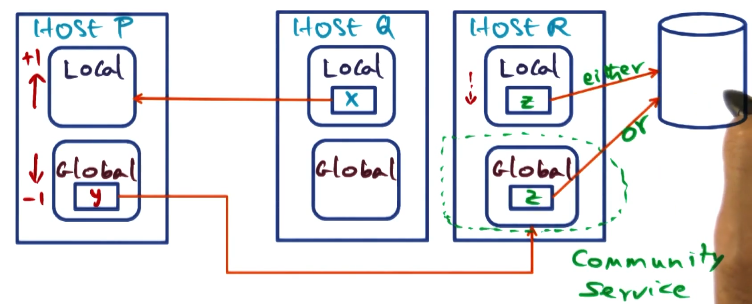 HOST P
HOST Q
HOST R
+1
Local
Local
x
Local
z
either
or
Global
y
-1
Global
Global
z
Community
Service